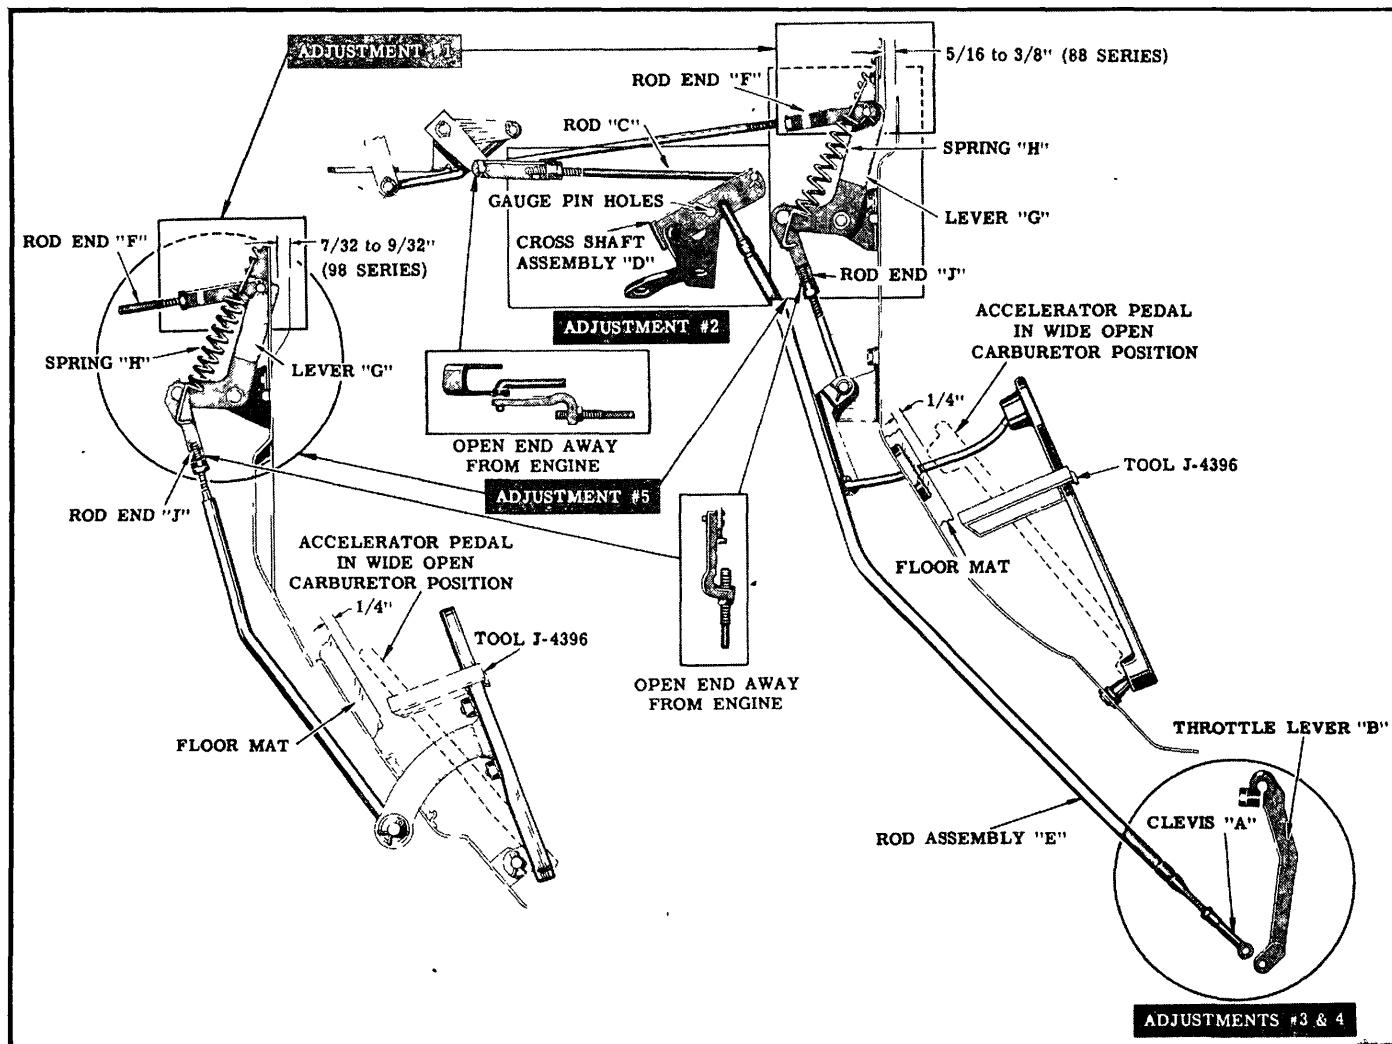 ADJUSTMENT #1
5/16 to 3/8" (88 SERIES)
ROD END "F"
ROD "C"
SPRING "H"
GAUGE PIN HOLES
LEVER "G"
CROSS SHAFT
ASSEMBLY "D"
ROD END "J"
ADJUSTMENT #2
ROD END "F"
7/32 to 9/32"
(98 SERIES)
SPRING "H"
LEVER "G"
ROD END "J"
OPEN END AWAY
FROM ENGINE
ADJUSTMENT #5
ACCELERATOR PEDAL
IN WIDE OPEN
CARBURETOR POSITION
1/4"
TOOL J-4396
FLOOR MAT
ACCELERATOR PEDAL
IN WIDE OPEN
CARBURETOR POSITION
1/4"
TOOL J-4396
FLOOR MAT
OPEN END AWAY
FROM ENGINE
THROTTLE LEVER "B"
CLEVIS "A"
ROD ASSEMBLY "E"
ADJUSTMENTS #3 & 4